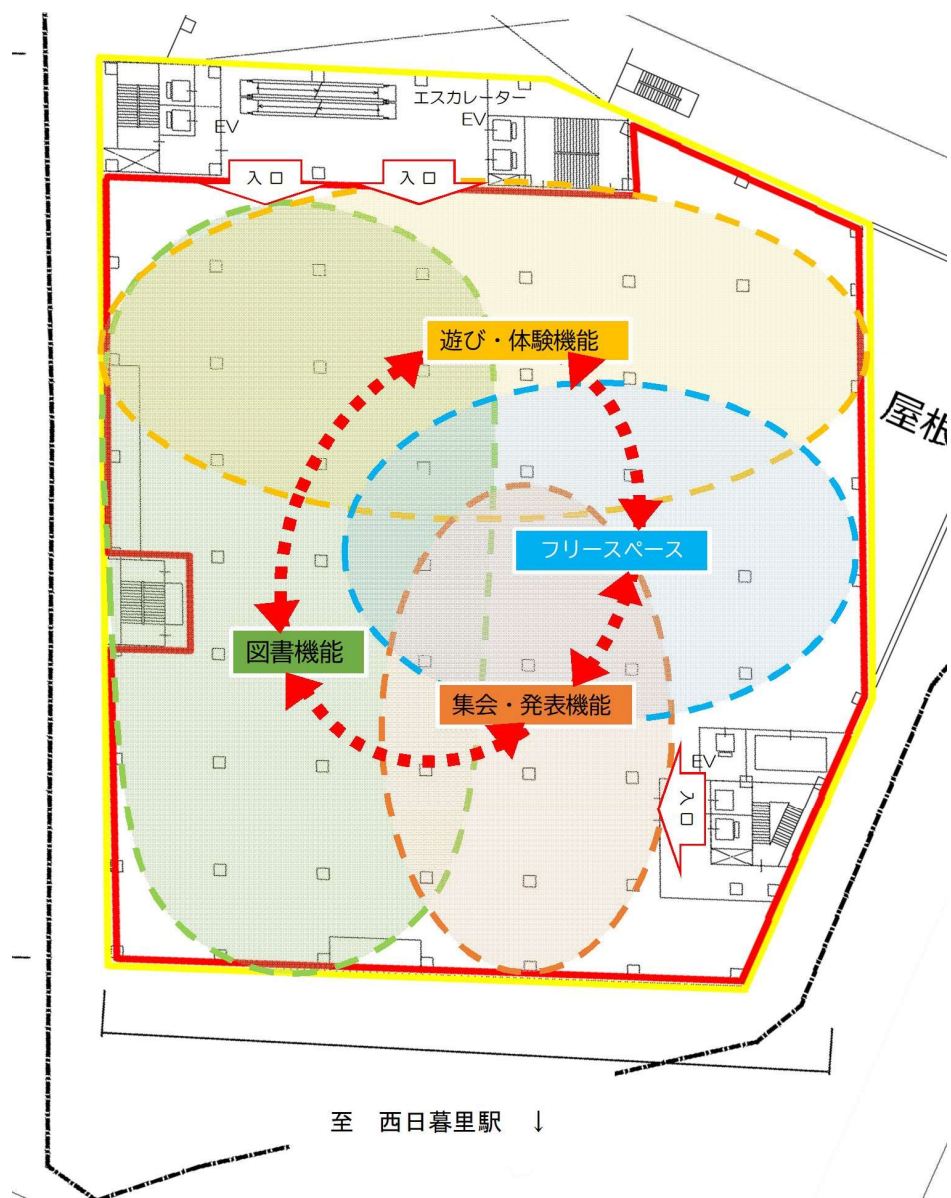 エスカレーター
EV
EV
入口
入口
遊び・体験機能
屋根
フリースペース
図書機能
集会・発表機能
EV
入口
至　西日暮里駅　↓